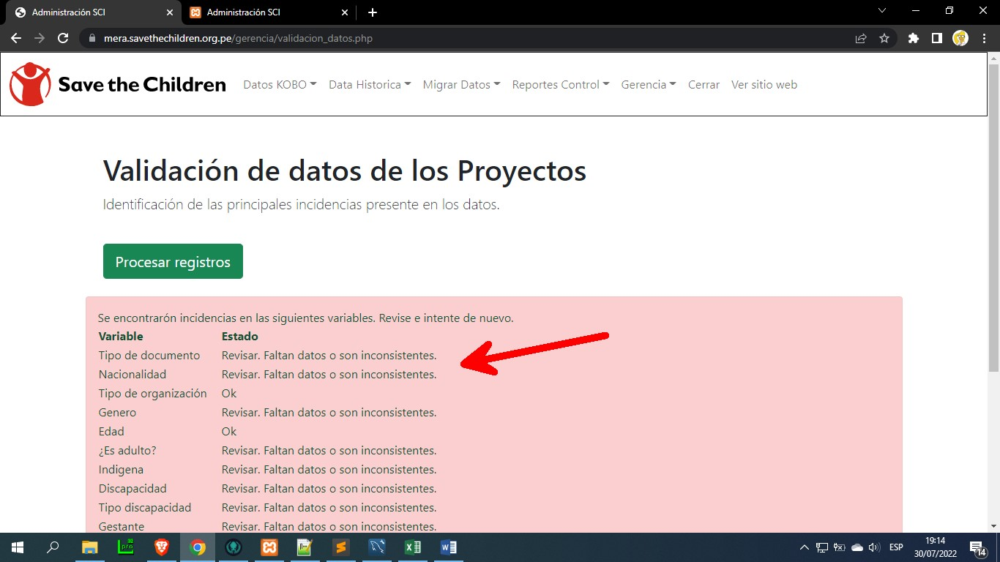 Administración SCI
Administración SCI
mera.savethechildren.org.pe/gerencia/validacion_datos.php
Save the Children
Datos KOBO
Data Historica
Migrar Datos
Reportes Control
Gerencia
Cerrar
Ver sitio web
Validación de datos de los Proyectos
Identificación de las principales incidencias presente en los datos.
Procesar registros
Se encontrarón incidencias en las siguientes variables. Revise e intente de nuevo.
Variable Estado
Tipo de documento Revisar. Faltan datos o son inconsistentes.
Nacionalidad Revisar. Faltan datos o son inconsistentes.
Tipo de organización Ok
Genero Revisar. Faltan datos o son inconsistentes.
Edad Ok
¿Es adulto? Revisar. Faltan datos o son inconsistentes.
Indigena Revisar. Faltan datos o son inconsistentes.
Discapacidad Revisar. Faltan datos o son inconsistentes.
Tipo discapacidad Revisar. Faltan datos o son inconsistentes.
Gestante Revisar. Faltan datos o son inconsistentes.
ESP
19:14
30/07/2022
14